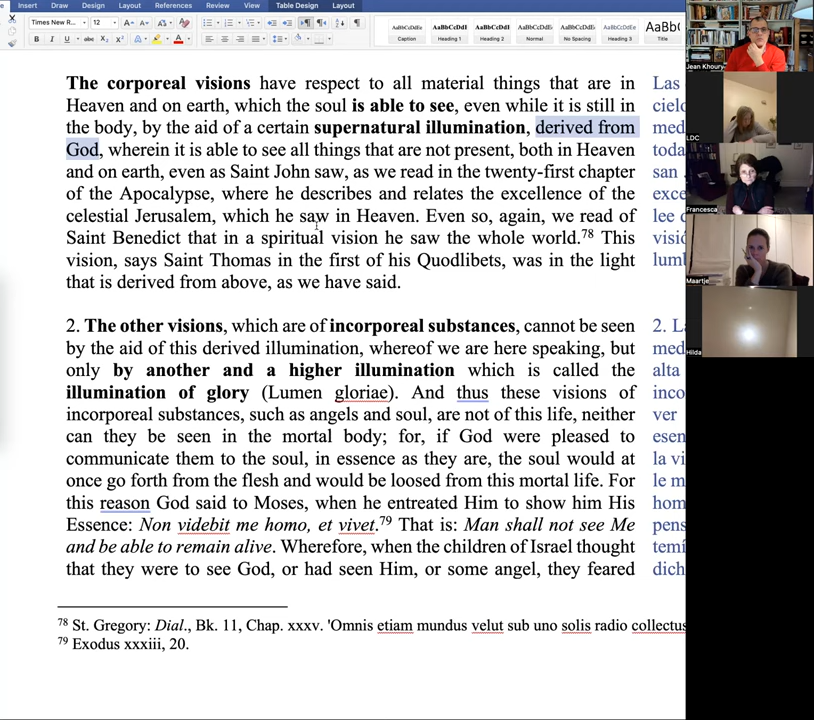 Insert Draw Design Layout References Review View Table Design Layout
Times New R... 12
AaBbCcDdI AaBbCcDdI AaBbCcDdI AaBbCcDdEe AaBbCcDdI AaBbCcDdEe AaBbC
B I U abc X₂ X² A
Caption Heading 1 Heading 2 Normal No Spacing Heading 3 Title
Jean Khoury
The corporeal visions have respect to all material things that are in
Heaven and on earth, which the soul is able to see, even while it is still in
the body, by the aid of a certain supernatural illumination, derived from
God, wherein it is able to see all things that are not present, both in Heaven
and on earth, even as Saint John saw, as we read in the twenty-first chapter
of the Apocalypse, where he describes and relates the excellence of the
celestial Jerusalem, which he saw in Heaven. Even so, again, we read of
Saint Benedict that in a spiritual vision he saw the whole world.⁷⁸ This
vision, says Saint Thomas in the first of his Quodlibets, was in the light
that is derived from above, as we have said.
Las
cielo
med
toda
san
exce
lee c
visió
luml
LDC
Francesca
Maartje
Hilda
2. The other visions, which are of incorporeal substances, cannot be seen
by the aid of this derived illumination, whereof we are here speaking, but
only by another and a higher illumination which is called the
illumination of glory (Lumen gloriae). And thus these visions of
incorporeal substances, such as angels and soul, are not of this life, neither
can they be seen in the mortal body; for, if God were pleased to
communicate them to the soul, in essence as they are, the soul would at
once go forth from the flesh and would be loosed from this mortal life. For
this reason God said to Moses, when he entreated Him to show him His
Essence: Non videbit me homo, et vivet.⁷⁹ That is: Man shall not see Me
and be able to remain alive. Wherefore, when the children of Israel thought
that they were to see God, or had seen Him, or some angel, they feared
2. La
med
alta
inco
ver
esen
la vi
le m
hom
pens
temí
dich
⁷⁸ St. Gregory: Dial., Bk. 11, Chap. xxxv. 'Omnis etiam mundus velut sub uno solis radio collectus
⁷⁹ Exodus xxxiii, 20.